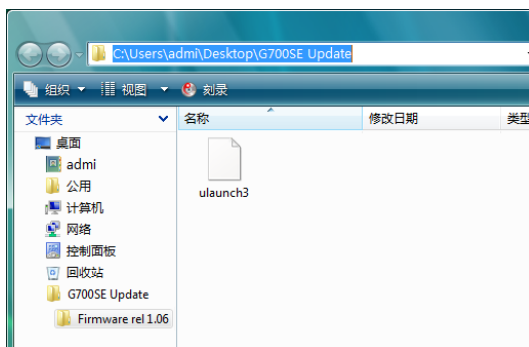 C:\Users\admi\Desktop\G700SE Update
组织 视图 刻录
文件夹 名称 修改日期 类型
桌面
admi
公用
计算机
网络
控制面板
回收站
G700SE Update
Firmware rel 1.06
ulaunch3